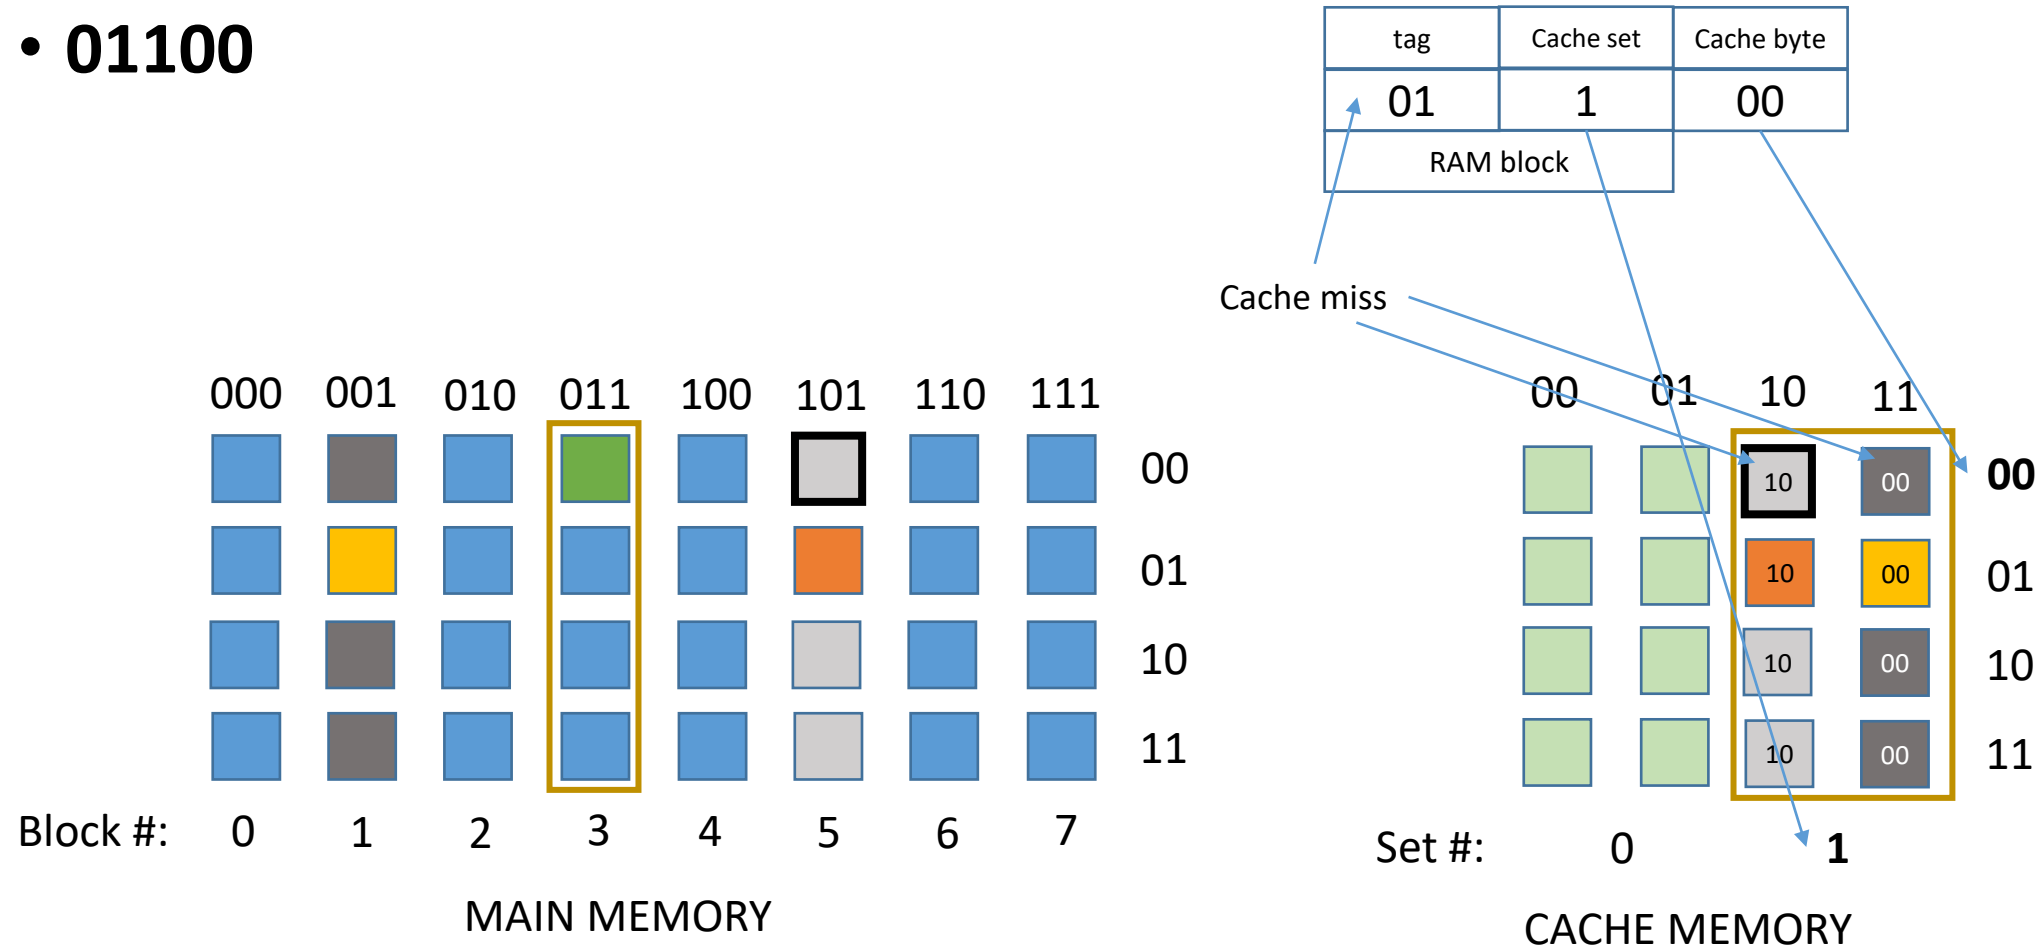 • 01100
tag Cache set Cache byte
01 1 00
RAM block
Cache miss
000 001 010 011 100 101 110 111
00
01
10
11
Block #: 0 1 2 3 4 5 6 7
MAIN MEMORY
00 01 10 11
10 00 00
10 00 01
10 00 10
10 00 11
Set #: 0 1
CACHE MEMORY